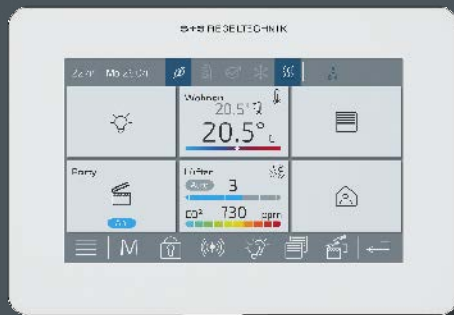 S+S REGELTECHNIK
Wohnen
20.5°
20.5° c
Party
Lüfter
3
CO² 730 ppm
M